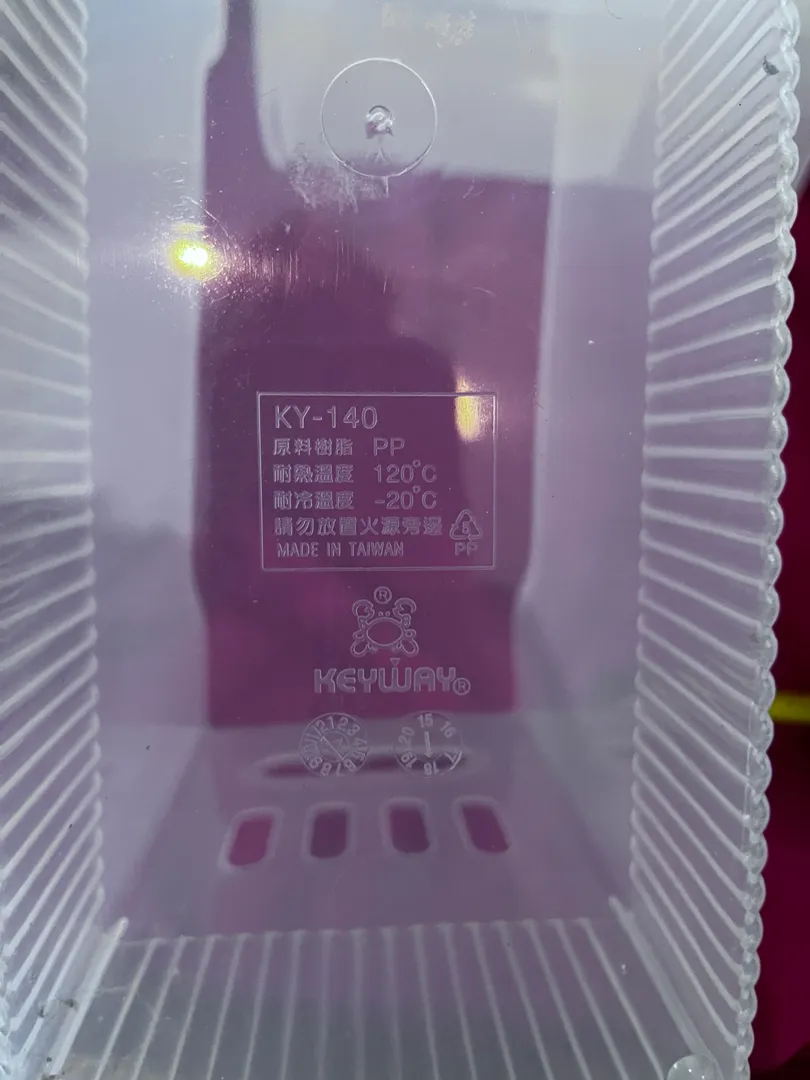 KY-140
原料樹脂 PP
耐熱溫度 120°C
耐冷溫度 -20°C
請勿放置火源旁邊
5
PP
MADE IN TAIWAN
®
KEYWAY®